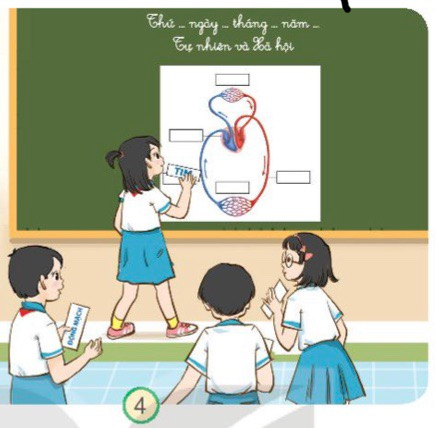 Thứ ... ngày ... tháng ... năm ...
Tự nhiên và Xã hội
TIM
ĐỘNG MẠCH
4